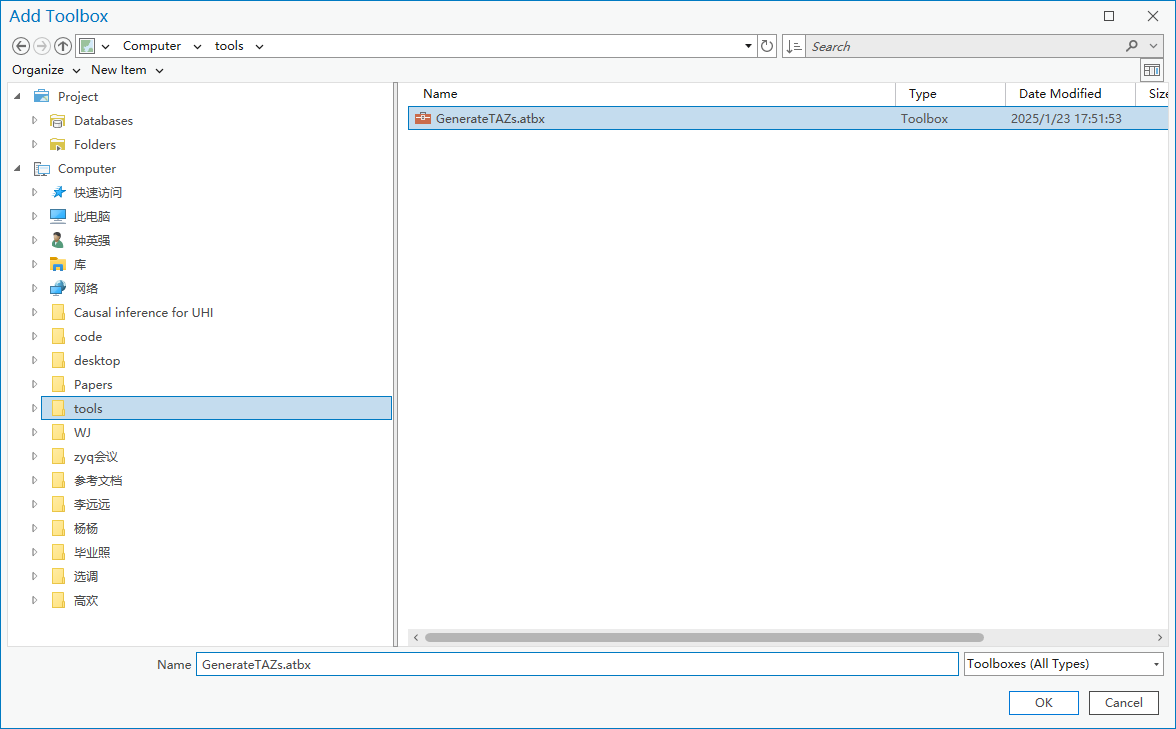 Add Toolbox
Computer tools Search
Organize New Item
Project
Databases
Folders
Computer
快速访问
此电脑
钟英强
库
网络
Causal inference for UHI
code
desktop
Papers
tools
WJ
zyq会议
参考文档
李远远
杨杨
毕业照
选调
高欢
Name Type Date Modified Size
GenerateTAZs.atbx Toolbox 2025/1/23 17:51:53
Name GenerateTAZs.atbx Toolboxes (All Types)
OK Cancel